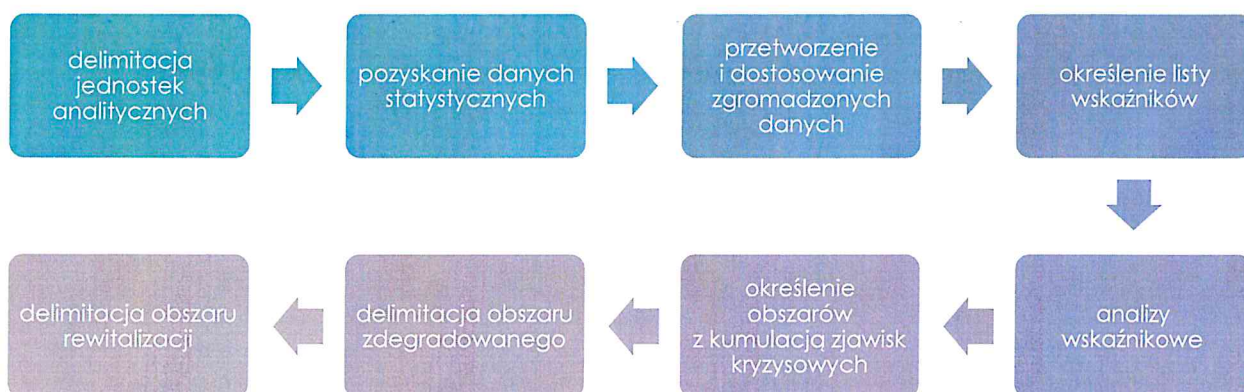 delimitacja
jednostek
analitycznych
pozyskanie danych
statystycznych
przetworzenie
i dostosowanie
zgromadzonych
danych
określenie listy
wskaźników
analizy
wskaźnikowe
określenie
obszarów
z kumulacją zjawisk
kryzysowych
delimitacja obszaru
zdegradowanego
delimitacja obszaru
rewitalizacji